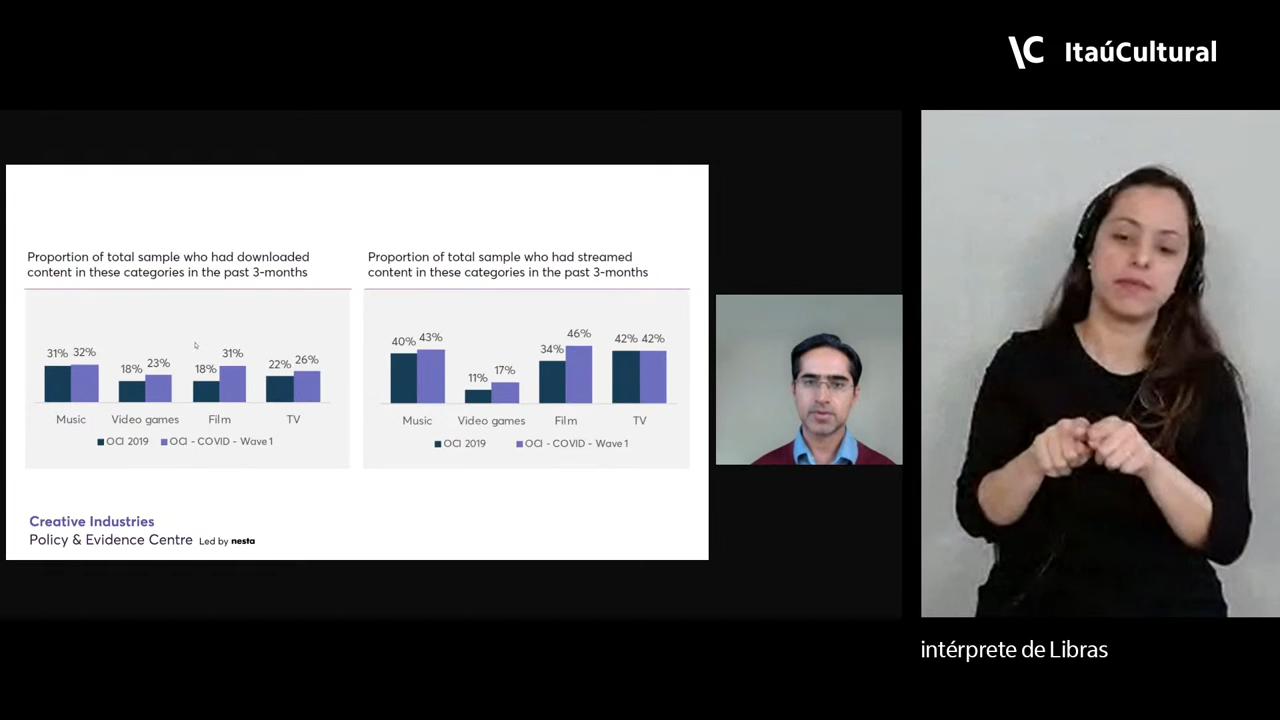 \C ItaúCultural
Proportion of total sample who had downloaded
content in these categories in the past 3-months
31% 32% 18% 23% 18% 31% 22% 26%
Music Video games Film TV
OCI 2019 OCI - COVID - Wave 1
Proportion of total sample who had streamed
content in these categories in the past 3-months
40% 43% 11% 17% 34% 46% 42% 42%
Music Video games Film TV
OCI 2019 OCI - COVID - Wave 1
Creative Industries
Policy & Evidence Centre Led by nesta
intérprete de Libras